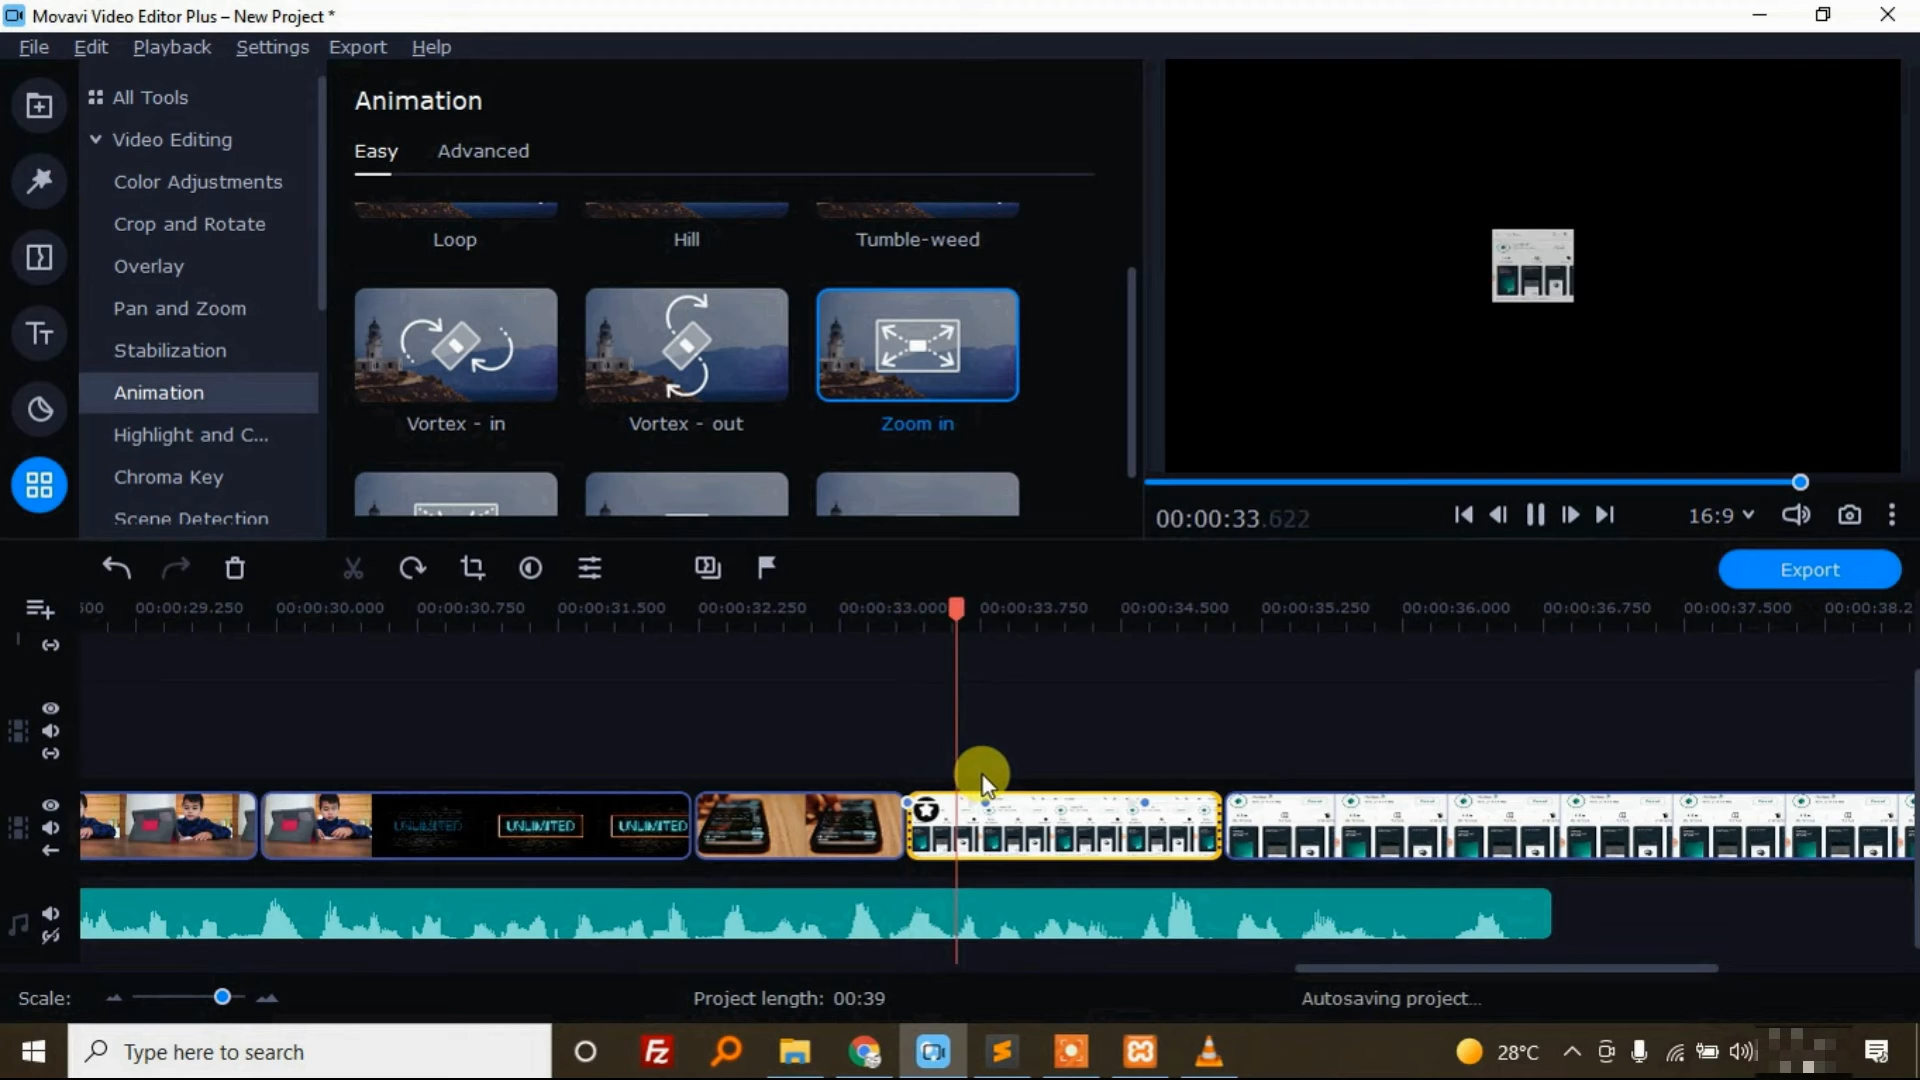 Movavi Video Editor Plus – New Project *
File Edit Playback Settings Export Help
All Tools
Video Editing
Color Adjustments
Crop and Rotate
Overlay
Pan and Zoom
Stabilization
Animation
Highlight and C...
Chroma Key
Scene Detection
Animation
Easy Advanced
Loop Hill Tumble-weed
Vortex - in Vortex - out Zoom in
00:00:33.622
16:9
Export
500 00:00:29.250 00:00:30.000 00:00:30.750 00:00:31.500 00:00:32.250 00:00:33.000 00:00:33.750 00:00:34.500 00:00:35.250 00:00:36.000 00:00:36.750 00:00:37.500 00:00:38.2
UNLIMITED UNLIMITED UNLIMITED
Scale: Project length: 00:39 Autosaving project...
Type here to search
Fz
28°C